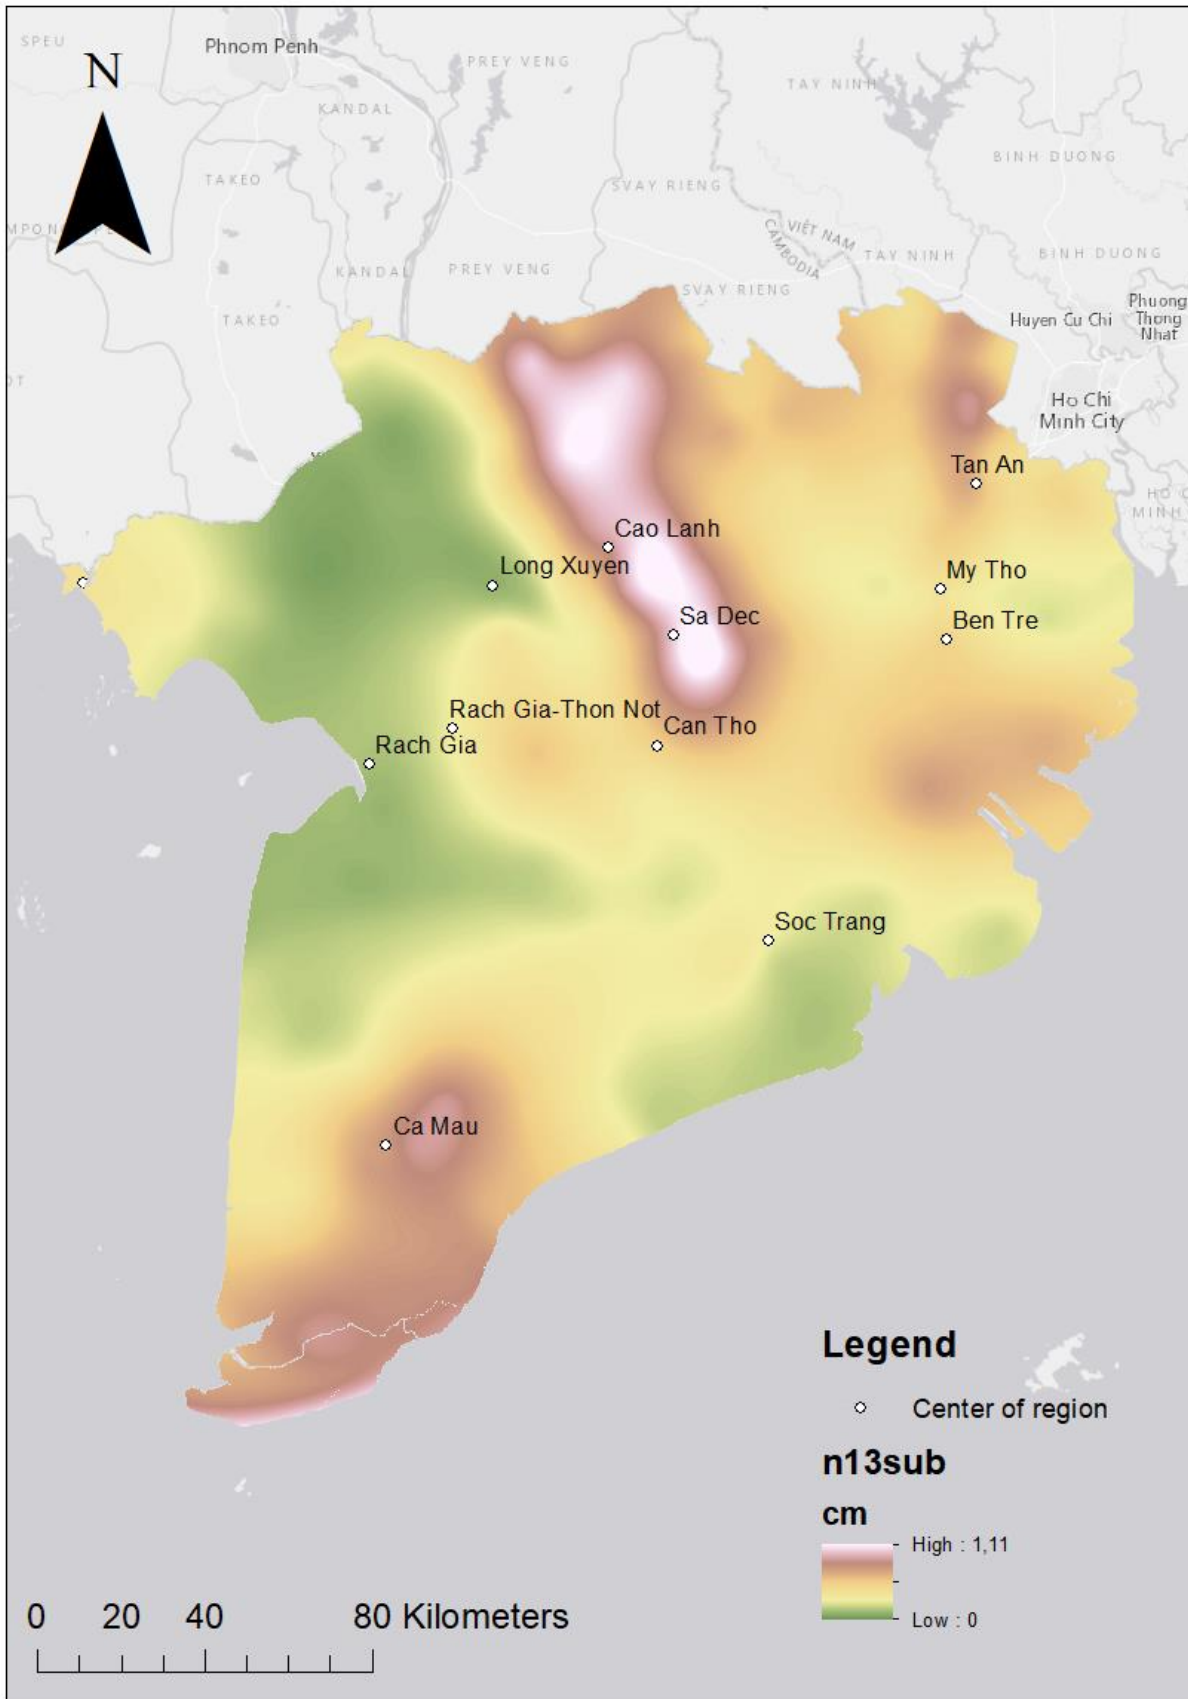 SPEU
Phnom Penh
PREY VENG
TAY NINH
N
KANDAL
BINH DUONG
TAKEO
SVAY RIENG
VIỆT NAM
CAMBODIA
TAY NINH
BINH DUONG
KANDAL
PREY VENG
SVAY RIENG
TAKEO
Huyen Cu Chi
Phuong
Thong
Nhat
Ho Chi
Minh City
Tan An
Cao Lanh
Long Xuyen
My Tho
Sa Dec
Ben Tre
Rach Gia-Thon Not
Can Tho
Rach Gia
Soc Trang
Ca Mau
Legend
Center of region
n13sub
cm
High : 1,11
Low : 0
0 20 40 80 Kilometers